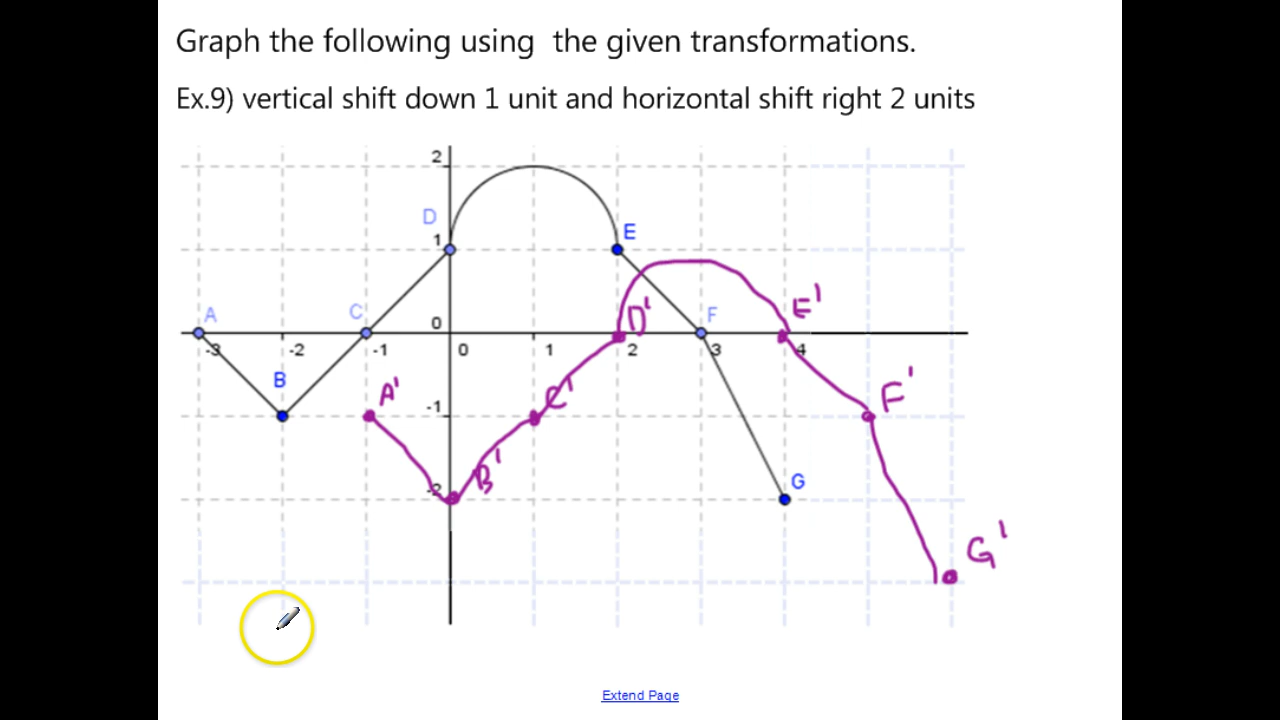 Graph the following using the given transformations.
Ex.9) vertical shift down 1 unit and horizontal shift right 2 units
2
D
1
E
E'
A
C
0
D'
F
-3
-2
-1
0
1
2
3
4
B
A'
-1
C'
F'
-2
B'
G
G'
Extend Page